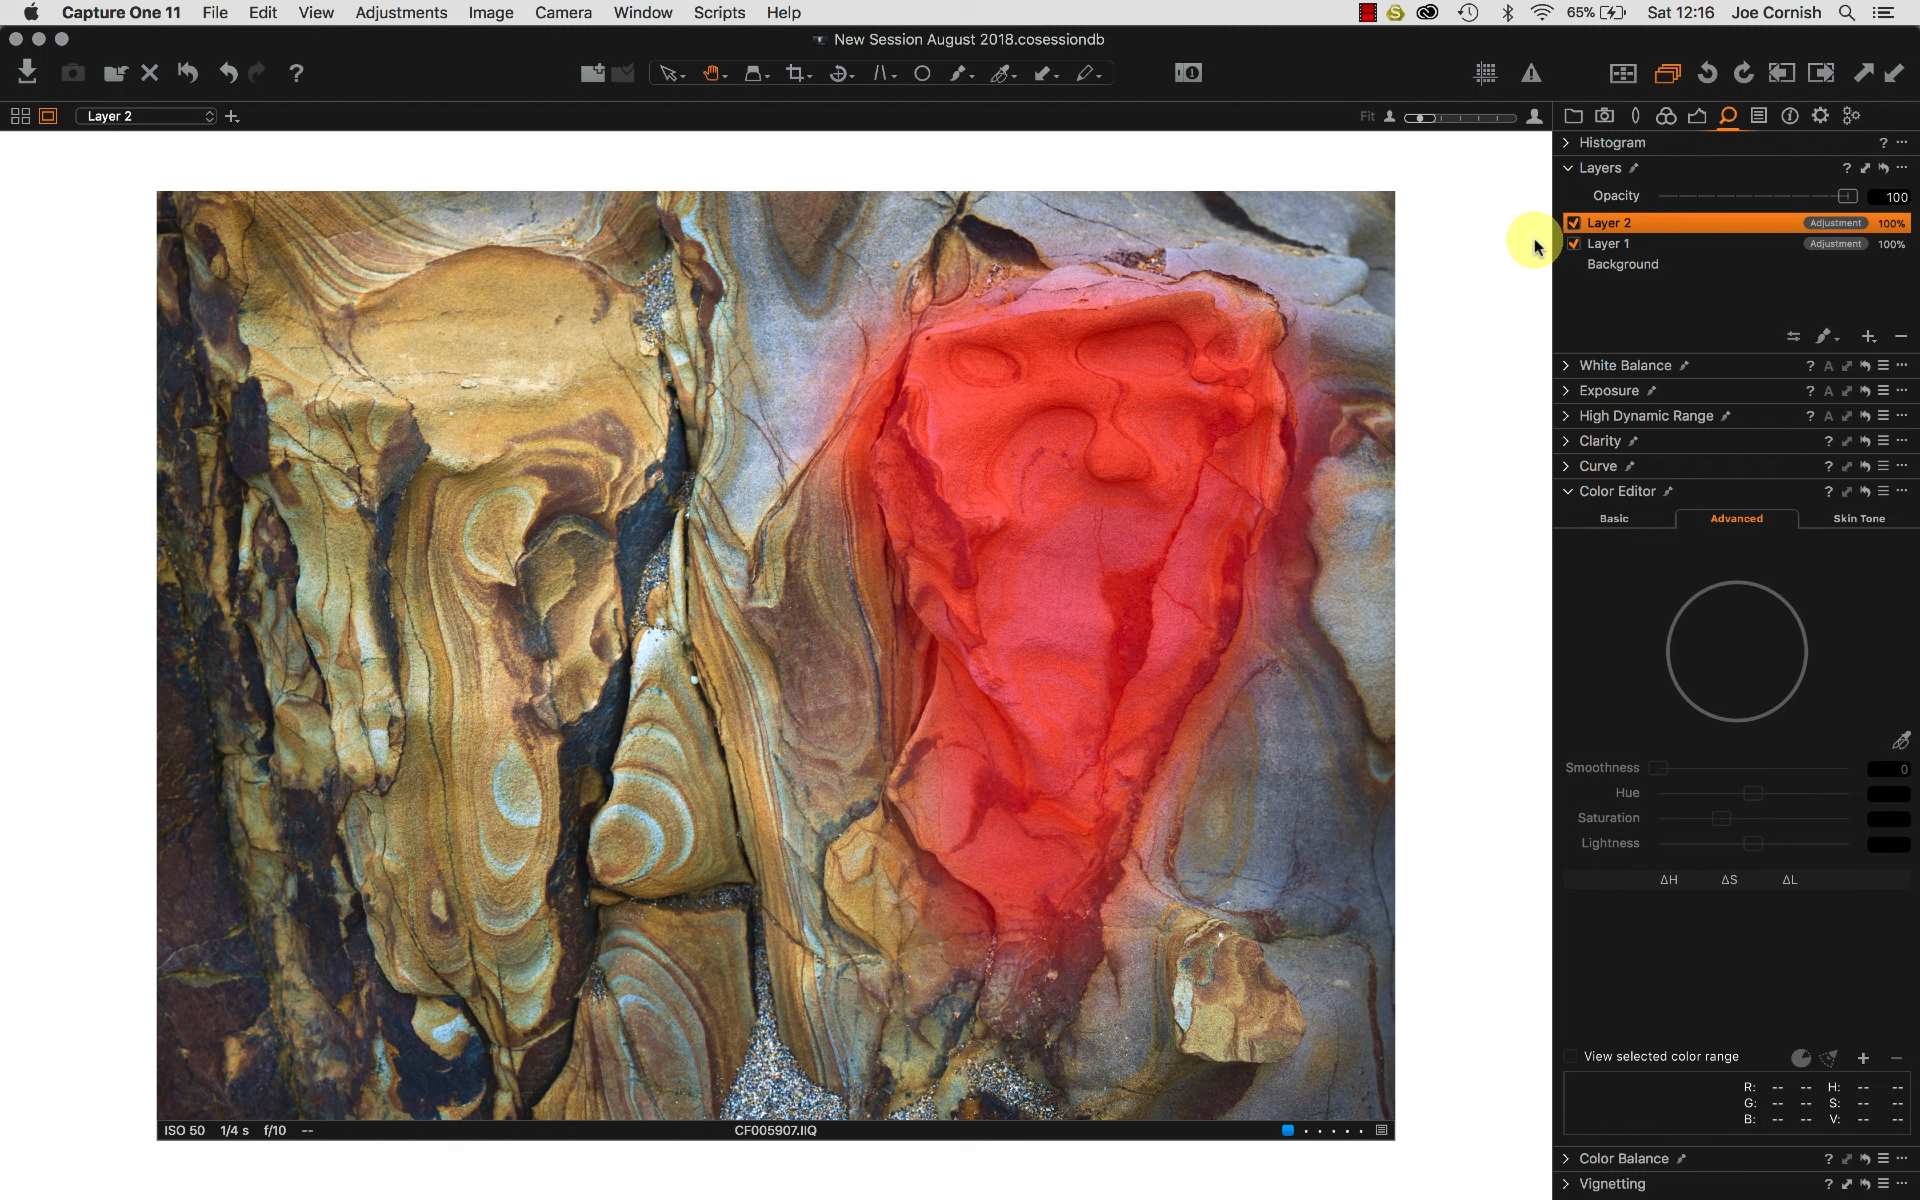 Capture One 11 File Edit View Adjustments Image Camera Window Scripts Help 65% Sat 12:16 Joe Cornish
New Session August 2018.cosessiondb
Layer 2
Fit
Histogram
Layers
Opacity 100
Layer 2 Adjustment 100%
Layer 1 Adjustment 100%
Background
White Balance
Exposure
High Dynamic Range
Clarity
Curve
Color Editor
Basic Advanced Skin Tone
Smoothness 0
Hue
Saturation
Lightness
ΔH ΔS ΔL
View selected color range
R: -- -- H: -- --
G: -- -- S: -- --
B: -- -- V: -- --
ISO 50 1/4 s f/10 -- CF005907.IIQ
Color Balance
Vignetting